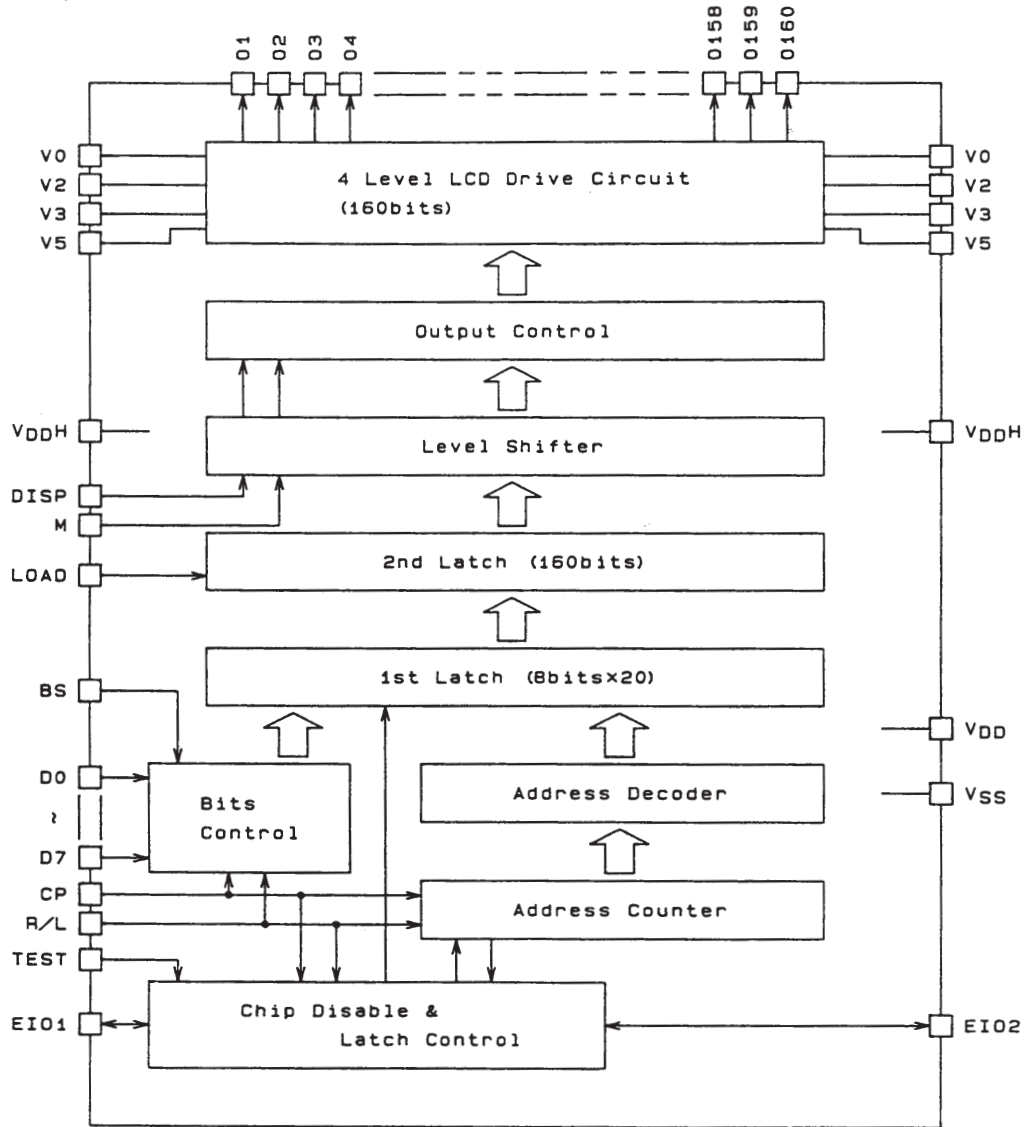 O1 O2 O3 O4 O158 O159 O160
V0 V0
4 Level LCD Drive Circuit
V2 V2
(160bits)
V3 V3
V5 V5
Output Control
VDDH VDDH
Level Shifter
DISP
M
2nd Latch (160bits)
LOAD
1st Latch (8bits×20)
BS
VDD
D0
Bits
Control
Address Decoder
VSS
~
D7
CP
Address Counter
R/L
TEST
Chip Disable &
Latch Control
EIO1 EIO2